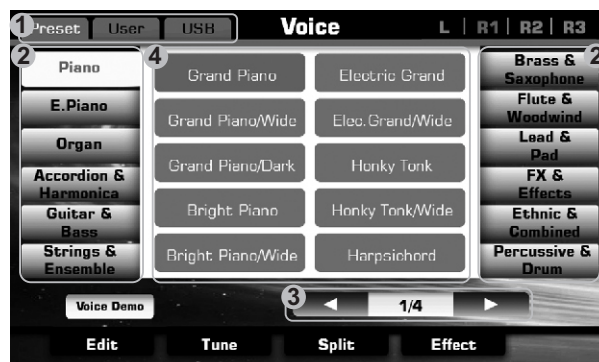 1 Preset User USB Voice L | R1 | R2 | R3
2 4 2
Piano
E.Piano
Organ
Accordion &
Harmonica
Guitar &
Bass
Strings &
Ensemble
Grand Piano Electric Grand
Grand Piano/Wide Elec.Grand/Wide
Grand Piano/Dark Honky Tonk
Bright Piano Honky Tonk/Wide
Bright Piano/Wide Harpsichord
Brass &
Saxophone
Flute &
Woodwind
Lead &
Pad
FX &
Effects
Ethnic &
Combined
Percussive &
Drum
Voice Demo 3 ◀ 1/4 ▶
Edit Tune Split Effect